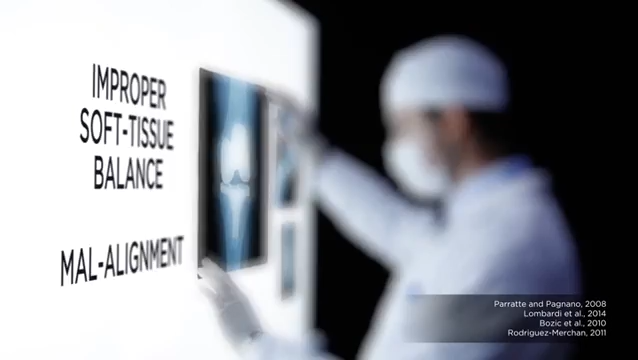 IMPROPER
SOFT-TISSUE
BALANCE
MAL-ALIGNMENT
Parratte and Pagnano, 2008
Lombardi et al., 2014
Bozic et al., 2010
Rodriguez-Merchan, 2011